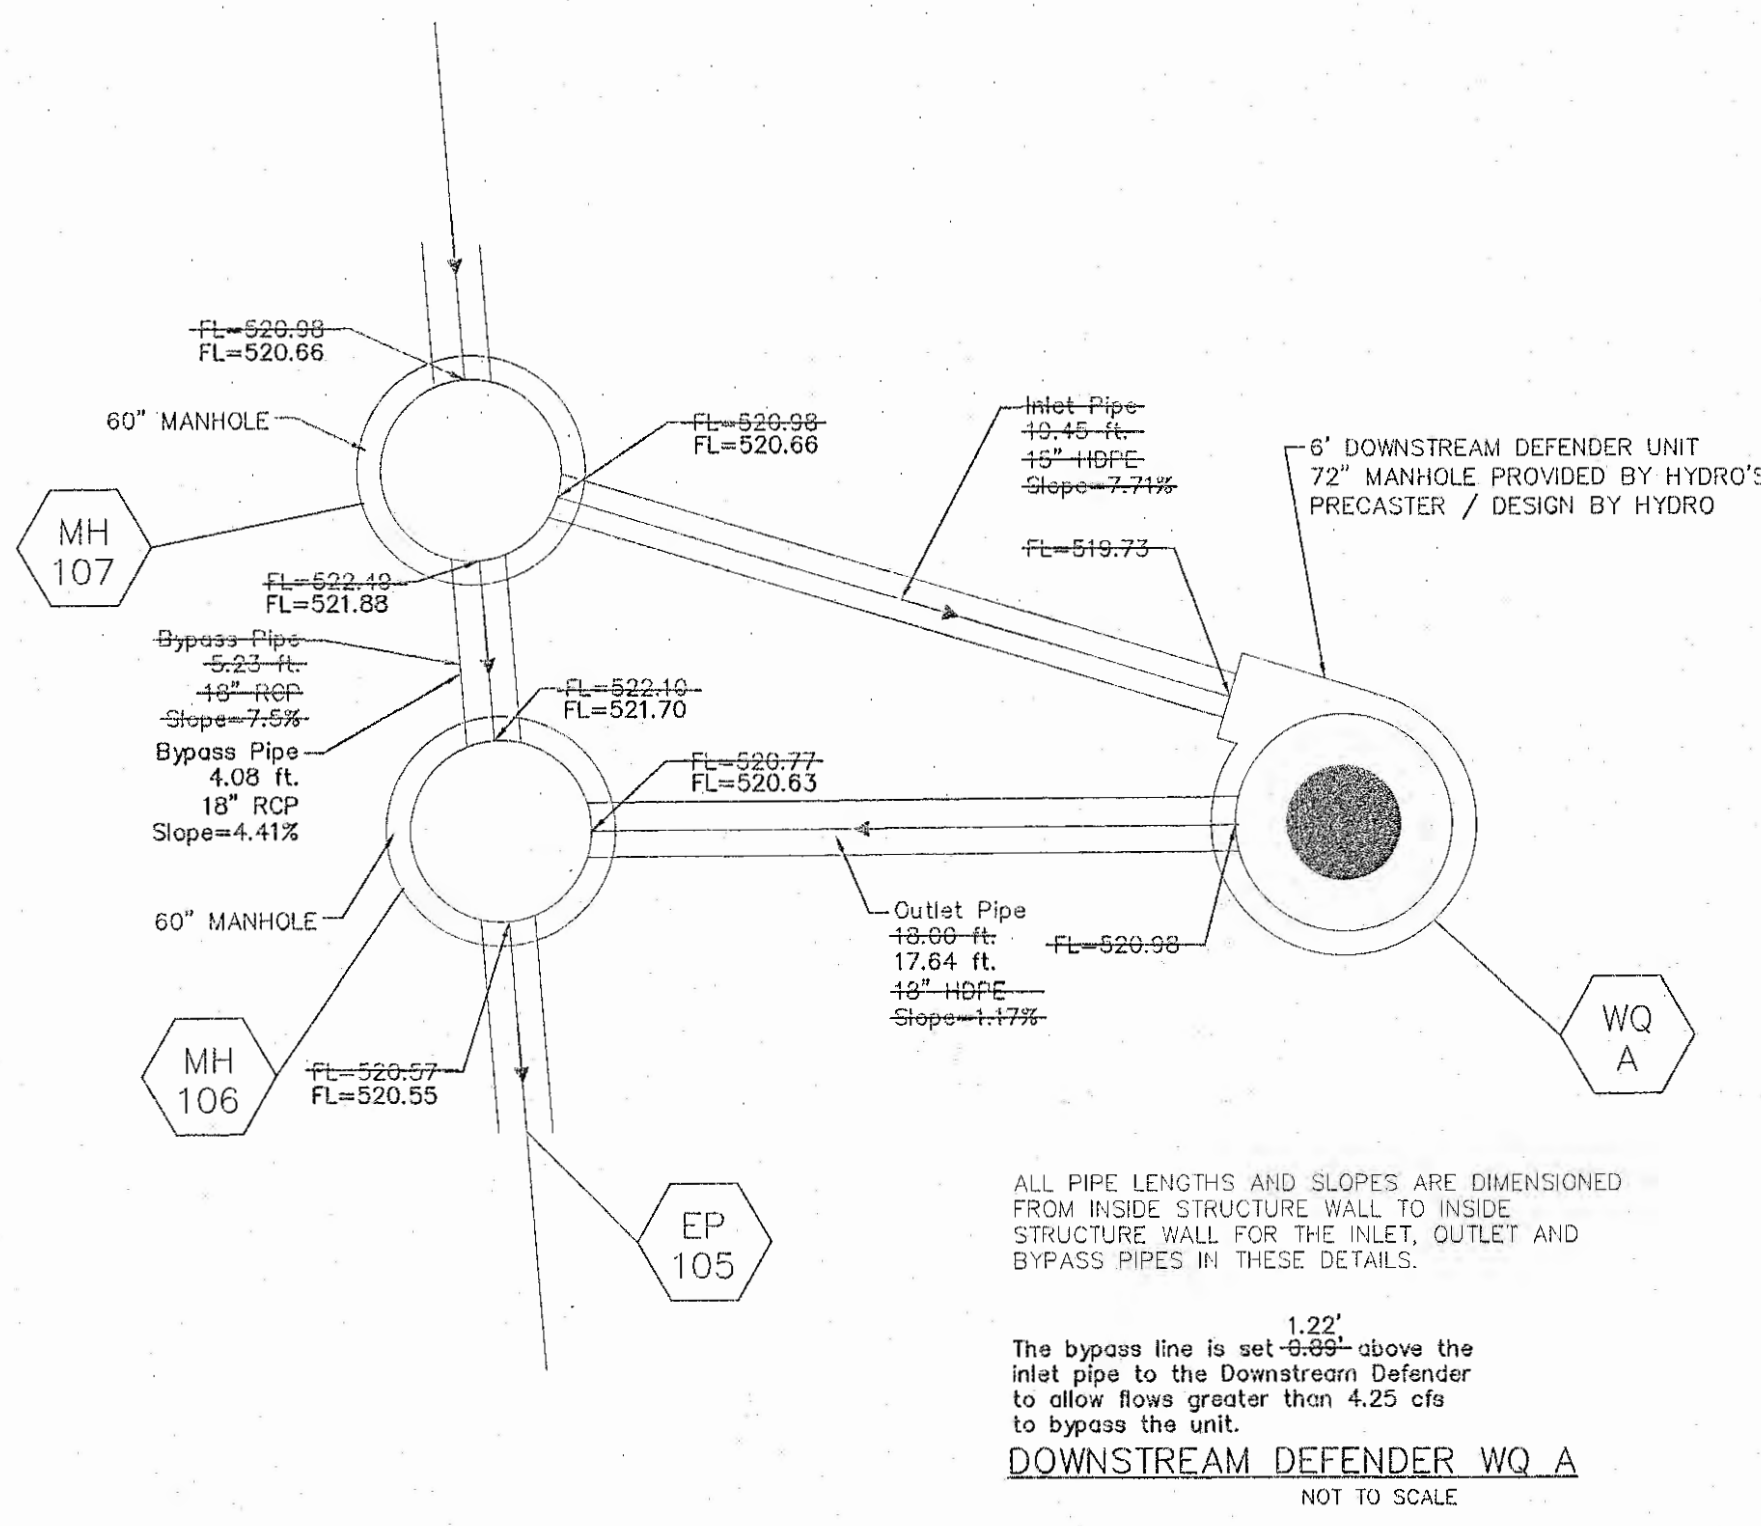 FL=520.98
FL=520.66
60" MANHOLE
MH
107
FL=520.98
FL=520.66
Inlet Pipe
15" HDPE
Slope=7.71%
FL=519.73
6' DOWNSTREAM DEFENDER UNIT
72" MANHOLE PROVIDED BY HYDRO'S
PRECASTER / DESIGN BY HYDRO
FL=521.88
Bypass Pipe
5.23 ft.
18" RCP
Slope=7.5%
Bypass Pipe
4.08 ft.
18" RCP
Slope=4.41%
FL=522.10
FL=521.70
FL=520.77
FL=520.63
60" MANHOLE
Outlet Pipe
18.00 ft.
17.64 ft.
18" HDPE
Slope=1.17%
FL=520.98
WQ
A
MH
106
FL=520.57
FL=520.55
EP
105
ALL PIPE LENGTHS AND SLOPES ARE DIMENSIONED
FROM INSIDE STRUCTURE WALL TO INSIDE
STRUCTURE WALL FOR THE INLET, OUTLET AND
BYPASS PIPES IN THESE DETAILS.
1.22'
The bypass line is set 0.89' above the
inlet pipe to the Downstream Defender
to allow flows greater than 4.25 cfs
to bypass the unit.
DOWNSTREAM DEFENDER WQ A
NOT TO SCALE